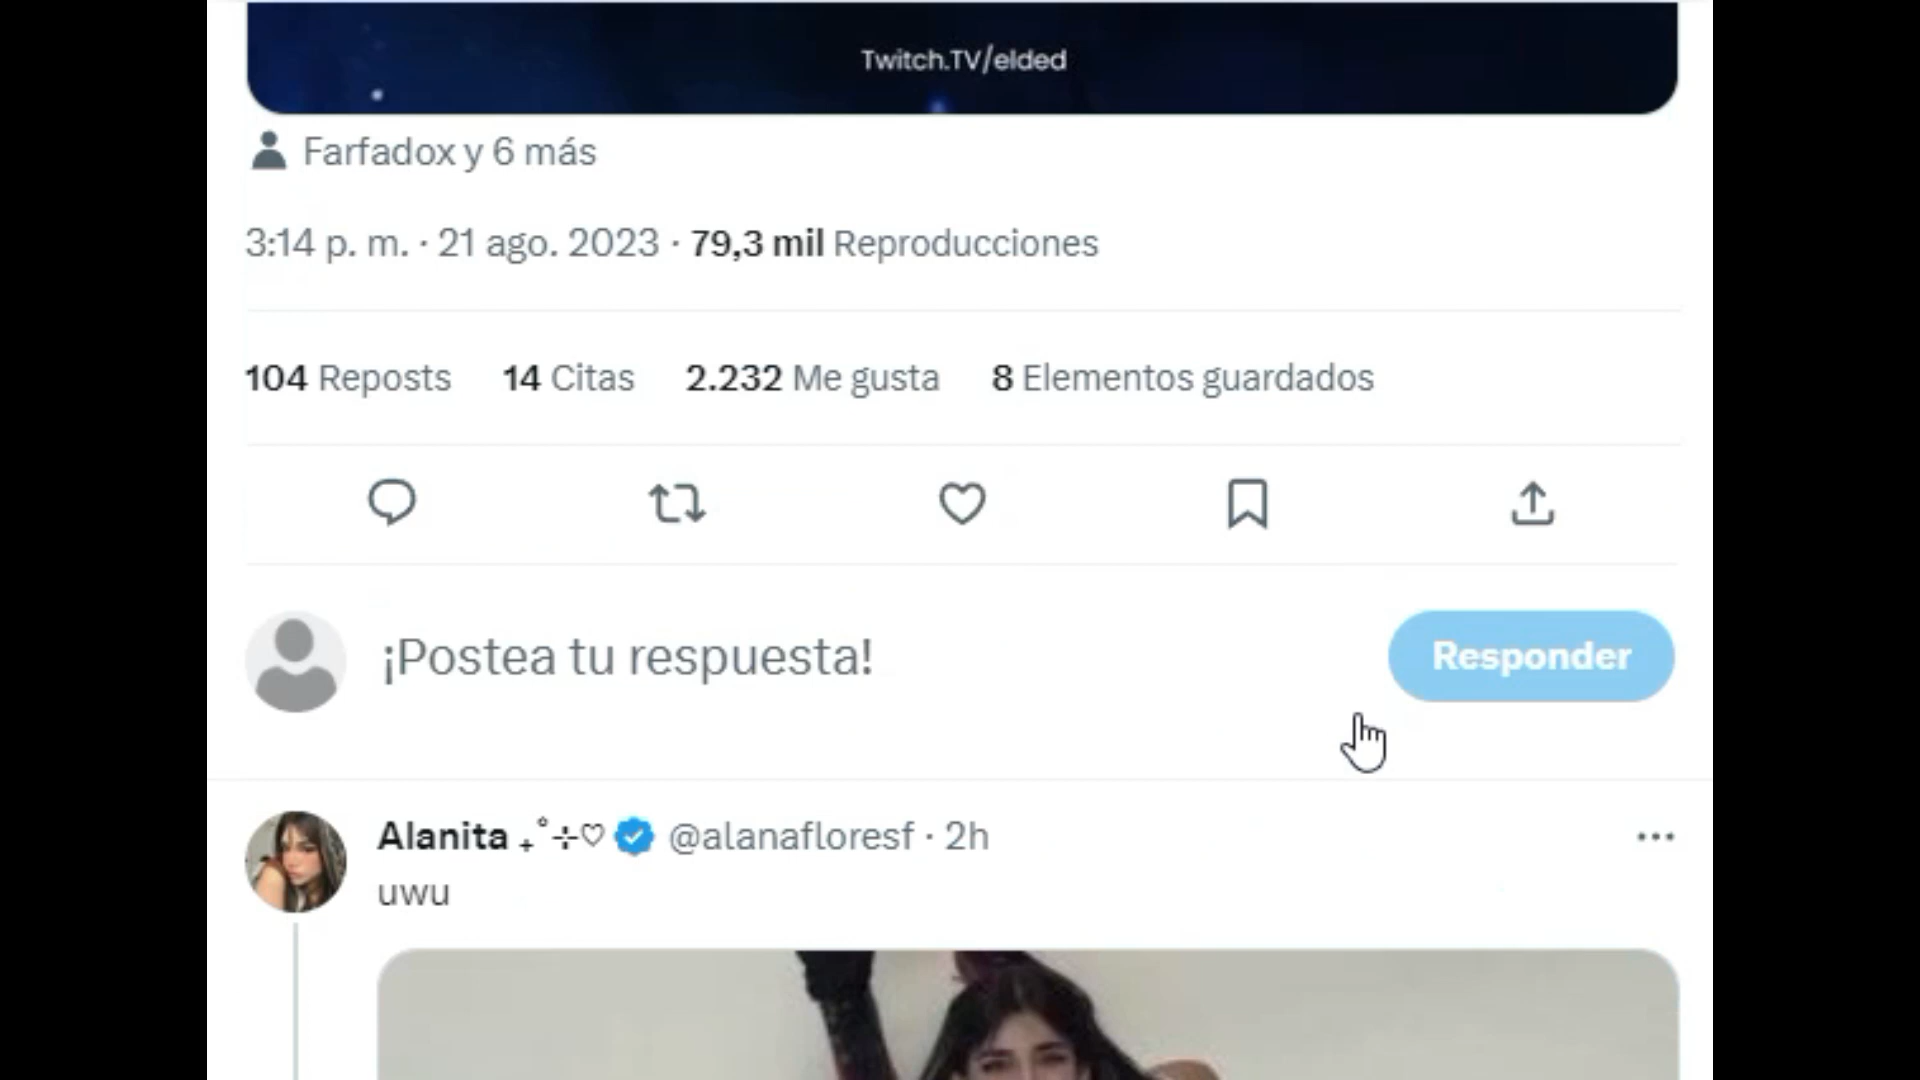 Twitch.TV/elded
Farfadox y 6 más
3:14 p. m. · 21 ago. 2023 · 79,3 mil Reproducciones
104 Reposts 14 Citas 2.232 Me gusta 8 Elementos guardados
¡Postea tu respuesta!
Responder
Alanita ₊˚⊹♡ @alanafloresf · 2h
uwu